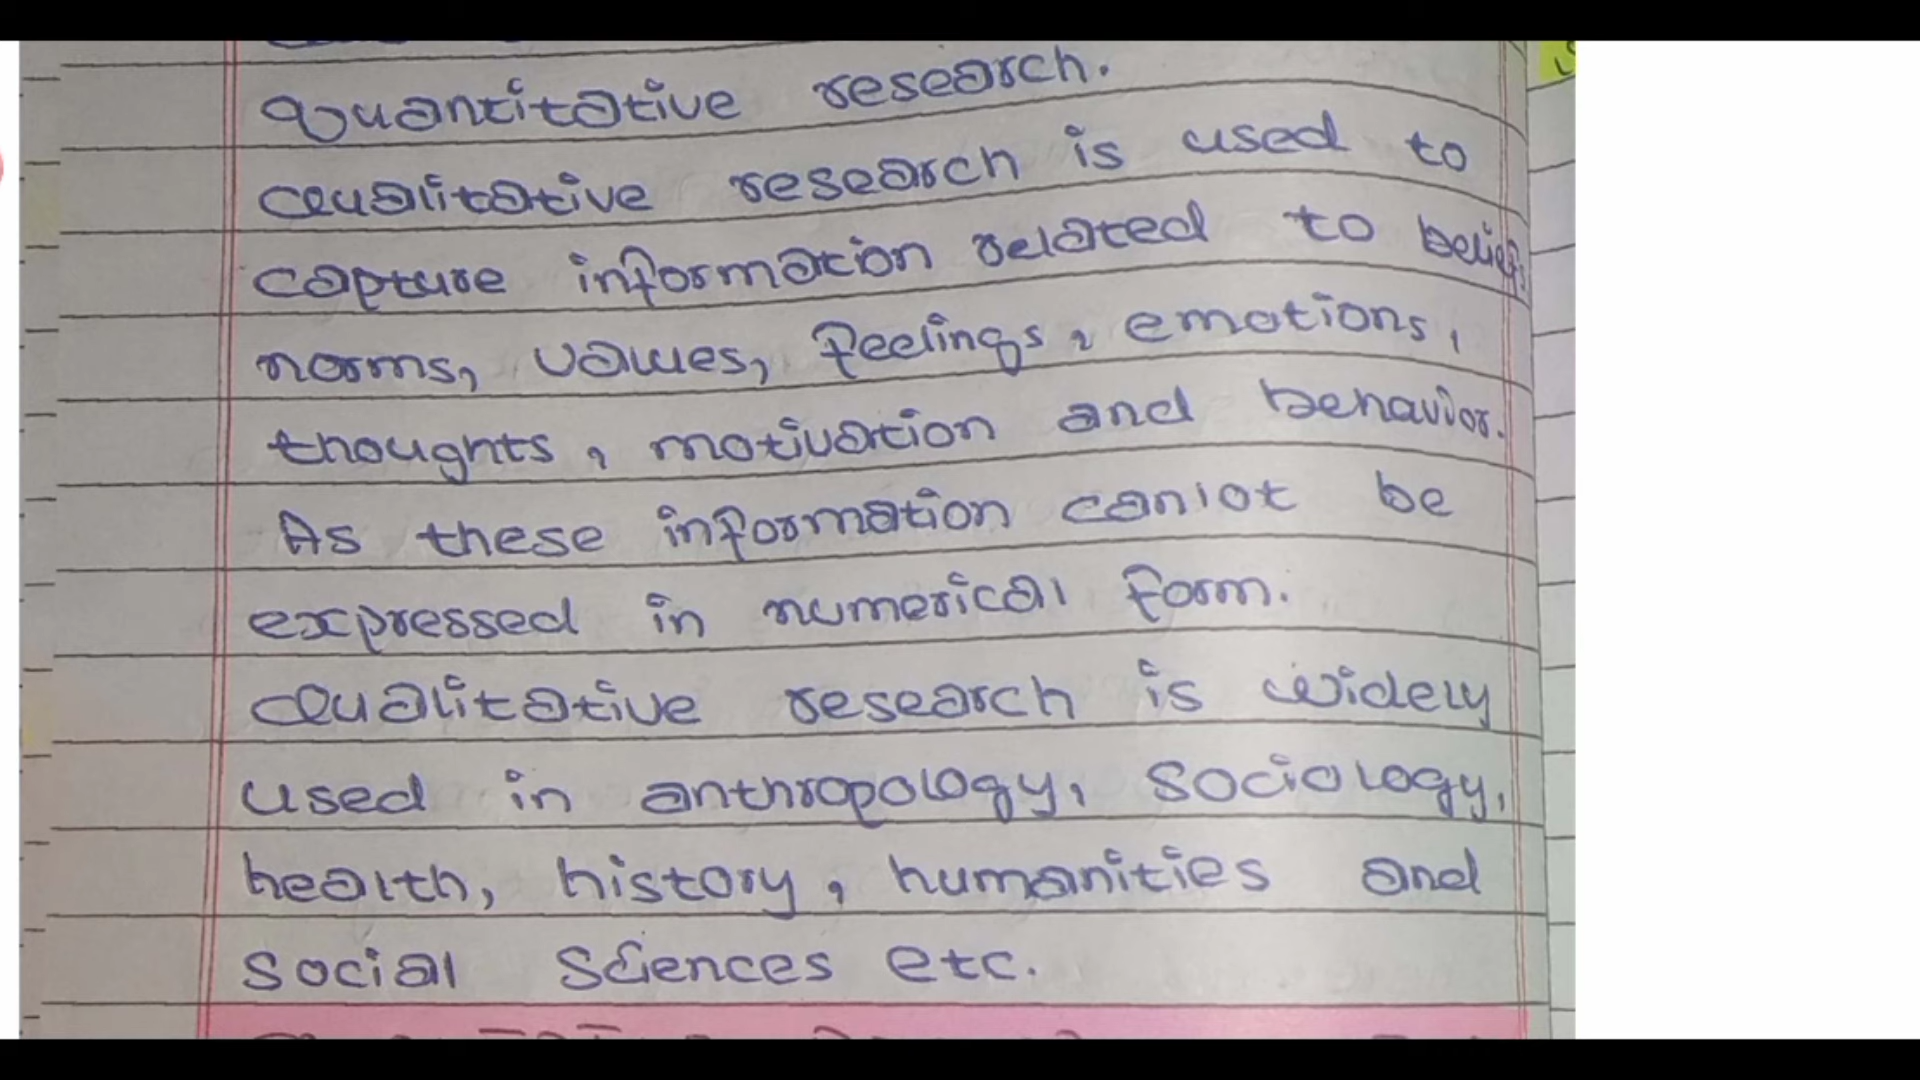 Quantitative research.
Qualitative research is used to
capture information related to beliefs
norms, values, feelings, emotions,
thoughts, motivation and behavior.
As these information cannot be
expressed in numerical form.
Qualitative research is widely
used in anthropology, sociology,
health, history, humanities and
social sciences etc.